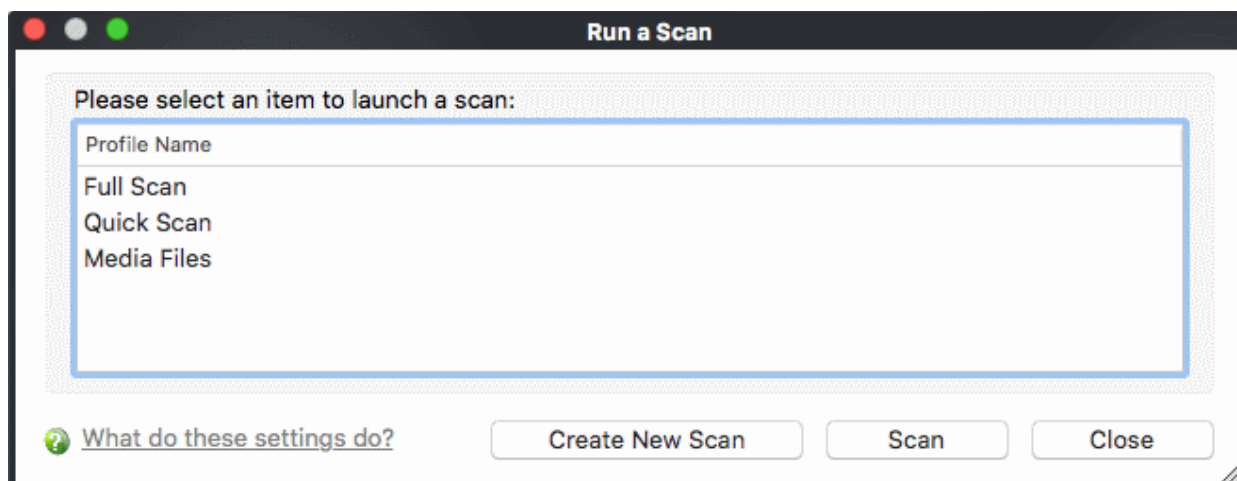 Run a Scan
Please select an item to launch a scan:
Profile Name
Full Scan
Quick Scan
Media Files
What do these settings do?
Create New Scan
Scan
Close